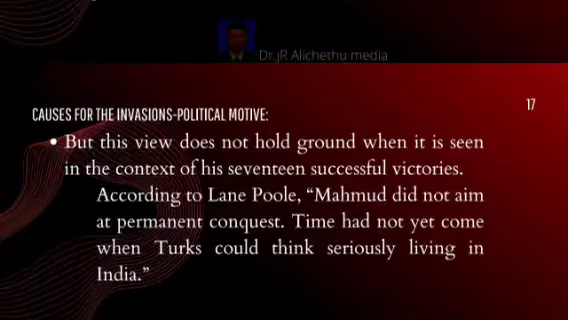 Dr.jR Alichethu media
17
CAUSES FOR THE INVASIONS-POLITICAL MOTIVE:
• But this view does not hold ground when it is seen
in the context of his seventeen successful victories.
According to Lane Poole, “Mahmud did not aim
at permanent conquest. Time had not yet come
when Turks could think seriously living in
India.”